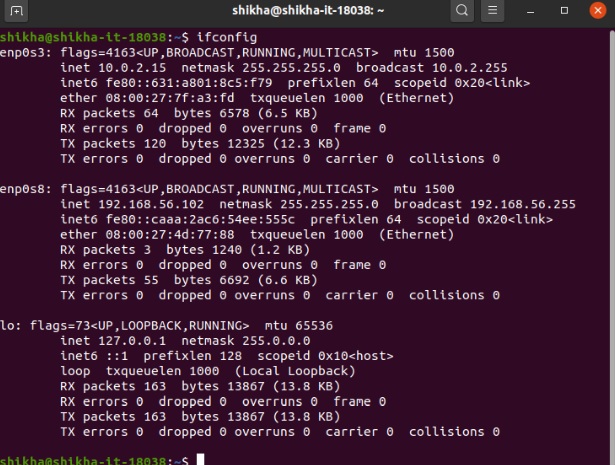 shikha@shikha-it-18038: ~
shikha@shikha-it-18038:~$ ifconfig
enp0s3: flags=4163<UP,BROADCAST,RUNNING,MULTICAST>  mtu 1500
        inet 10.0.2.15  netmask 255.255.255.0  broadcast 10.0.2.255
        inet6 fe80::631:a801:8c5:f79  prefixlen 64  scopeid 0x20<link>
        ether 08:00:27:7f:a3:fd  txqueuelen 1000  (Ethernet)
        RX packets 64  bytes 6578 (6.5 KB)
        RX errors 0  dropped 0  overruns 0  frame 0
        TX packets 120  bytes 12325 (12.3 KB)
        TX errors 0  dropped 0 overruns 0  carrier 0  collisions 0
enp0s8: flags=4163<UP,BROADCAST,RUNNING,MULTICAST>  mtu 1500
        inet 192.168.56.102  netmask 255.255.255.0  broadcast 192.168.56.255
        inet6 fe80::caaa:2ac6:54ee:555c  prefixlen 64  scopeid 0x20<link>
        ether 08:00:27:4d:77:88  txqueuelen 1000  (Ethernet)
        RX packets 3  bytes 1240 (1.2 KB)
        RX errors 0  dropped 0  overruns 0  frame 0
        TX packets 55  bytes 6692 (6.6 KB)
        TX errors 0  dropped 0 overruns 0  carrier 0  collisions 0
lo: flags=73<UP,LOOPBACK,RUNNING>  mtu 65536
        inet 127.0.0.1  netmask 255.0.0.0
        inet6 ::1  prefixlen 128  scopeid 0x10<host>
        loop  txqueuelen 1000  (Local Loopback)
        RX packets 163  bytes 13867 (13.8 KB)
        RX errors 0  dropped 0  overruns 0  frame 0
        TX packets 163  bytes 13867 (13.8 KB)
        TX errors 0  dropped 0 overruns 0  carrier 0  collisions 0
shikha@shikha-it-18038:~$